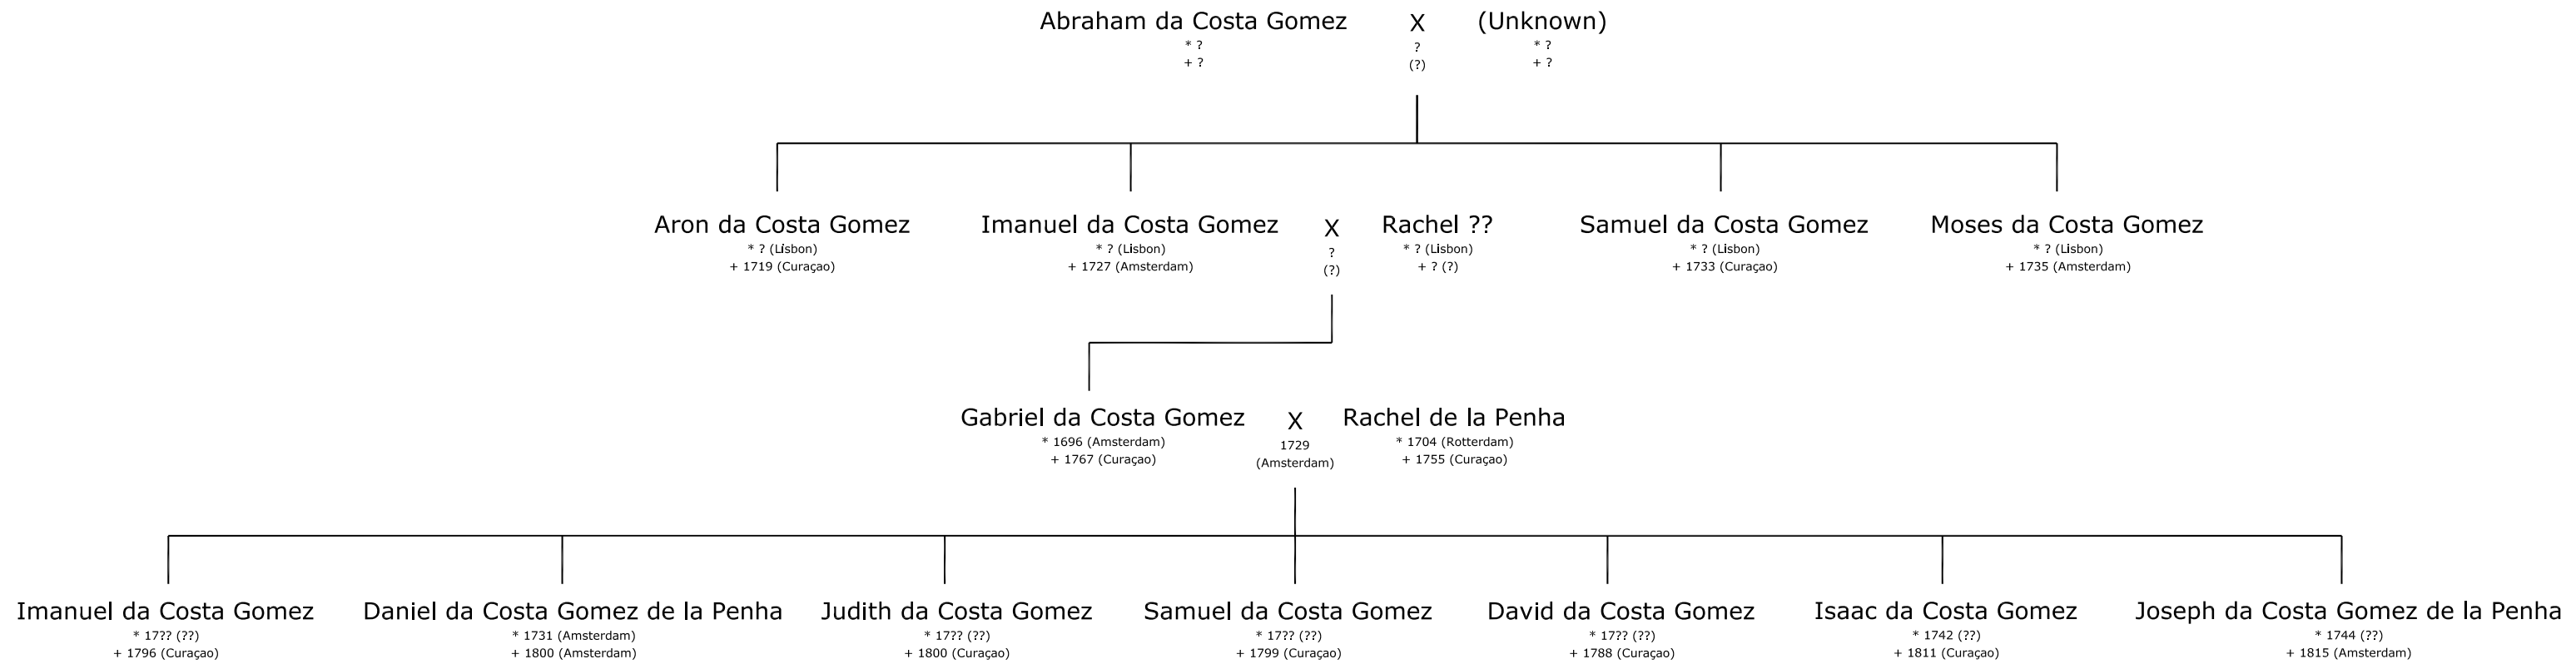 Abraham da Costa Gomez X (Unknown)
* ? ? * ?
+ ? (?) + ?
Aron da Costa Gomez Imanuel da Costa Gomez X Rachel ?? Samuel da Costa Gomez Moses da Costa Gomez
* ? (Lisbon) * ? (Lisbon) ? * ? (Lisbon) * ? (Lisbon) * ? (Lisbon)
+ 1719 (Curaçao) + 1727 (Amsterdam) (?) + ? (?) + 1733 (Curaçao) + 1735 (Amsterdam)
Gabriel da Costa Gomez X Rachel de la Penha
* 1696 (Amsterdam) 1729 * 1704 (Rotterdam)
+ 1767 (Curaçao) (Amsterdam) + 1755 (Curaçao)
Imanuel da Costa Gomez Daniel da Costa Gomez de la Penha Judith da Costa Gomez Samuel da Costa Gomez David da Costa Gomez Isaac da Costa Gomez Joseph da Costa Gomez de la Penha
* 17?? (??) * 1731 (Amsterdam) * 17?? (??) * 17?? (??) * 17?? (??) * 1742 (??) * 1744 (??)
+ 1796 (Curaçao) + 1800 (Amsterdam) + 1800 (Curaçao) + 1799 (Curaçao) + 1788 (Curaçao) + 1811 (Curaçao) + 1815 (Amsterdam)